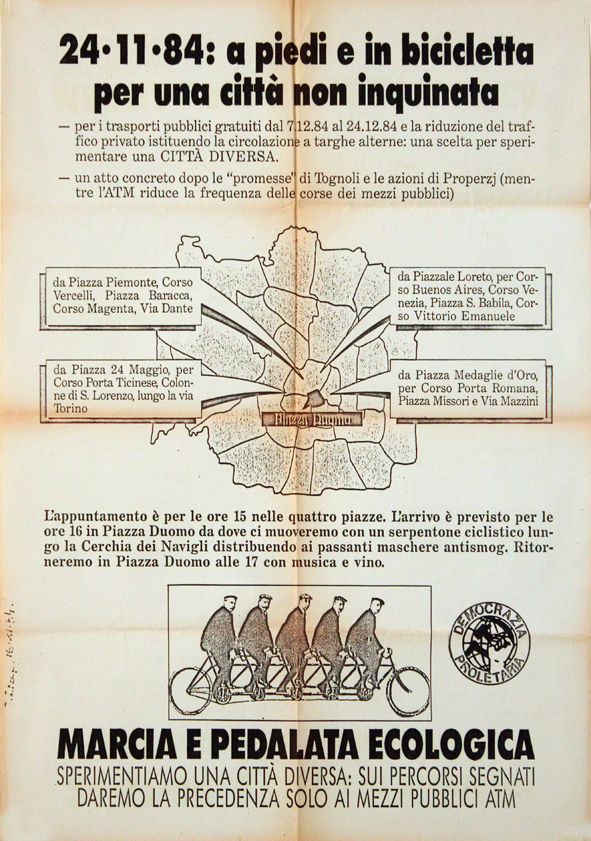 24·11·84: a piedi e in bicicletta
per una città non inquinata
— per i trasporti pubblici gratuiti dal 7.12.84 al 24.12.84 e la riduzione del traf-
fico privato istituendo la circolazione a targhe alterne: una scelta per speri-
mentare una CITTÀ DIVERSA.
— un atto concreto dopo le “promesse” di Tognoli e le azioni di Properzj (men-
tre l’ATM riduce la frequenza delle corse dei mezzi pubblici)
da Piazza Piemonte, Corso
Vercelli, Piazza Baracca,
Corso Magenta, Via Dante
da Piazzale Loreto, per Cor-
so Buenos Aires, Corso Ve-
nezia, Piazza S. Babila, Cor-
so Vittorio Emanuele
da Piazza 24 Maggio, per
Corso Porta Ticinese, Colon-
ne di S. Lorenzo, lungo la via
Torino
da Piazza Medaglie d’Oro,
per Corso Porta Romana,
Piazza Missori e Via Mazzini
Piazza Duomo
L’appuntamento è per le ore 15 nelle quattro piazze. L’arrivo è previsto per le
ore 16 in Piazza Duomo da dove ci muoveremo con un serpentone ciclistico lun-
go la Cerchia dei Navigli distribuendo ai passanti maschere antismog. Ritor-
neremo in Piazza Duomo alle 17 con musica e vino.
DEMOCRAZIA
PROLETARIA
MARCIA E PEDALATA ECOLOGICA
SPERIMENTIAMO UNA CITTÀ DIVERSA: SUI PERCORSI SEGNATI
DAREMO LA PRECEDENZA SOLO AI MEZZI PUBBLICI ATM